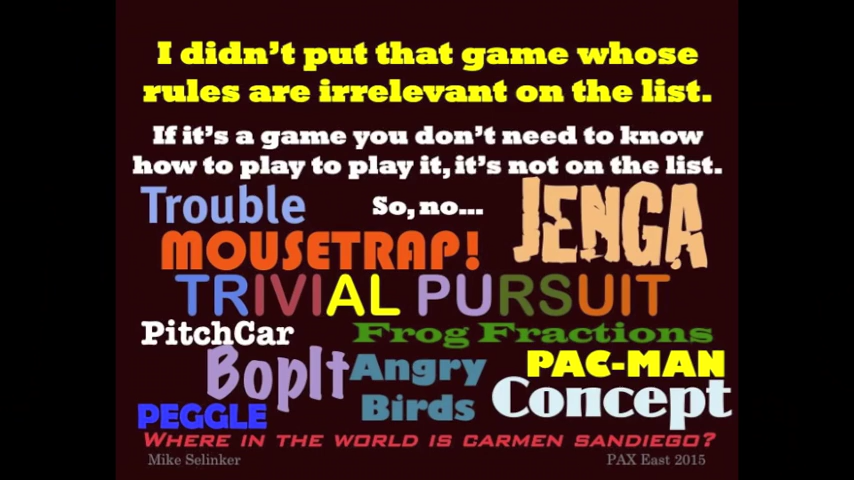 I didn't put that game whose
rules are irrelevant on the list.
If it's a game you don't need to know
how to play to play it, it's not on the list.
Trouble
So, no...
JENGA
MOUSETRAP!
TRIVIAL PURSUIT
PitchCar
Frog Fractions
BopIt
Angry
Birds
PAC-MAN
Concept
PEGGLE
WHERE IN THE WORLD IS CARMEN SANDIEGO?
Mike Selinker
PAX East 2015